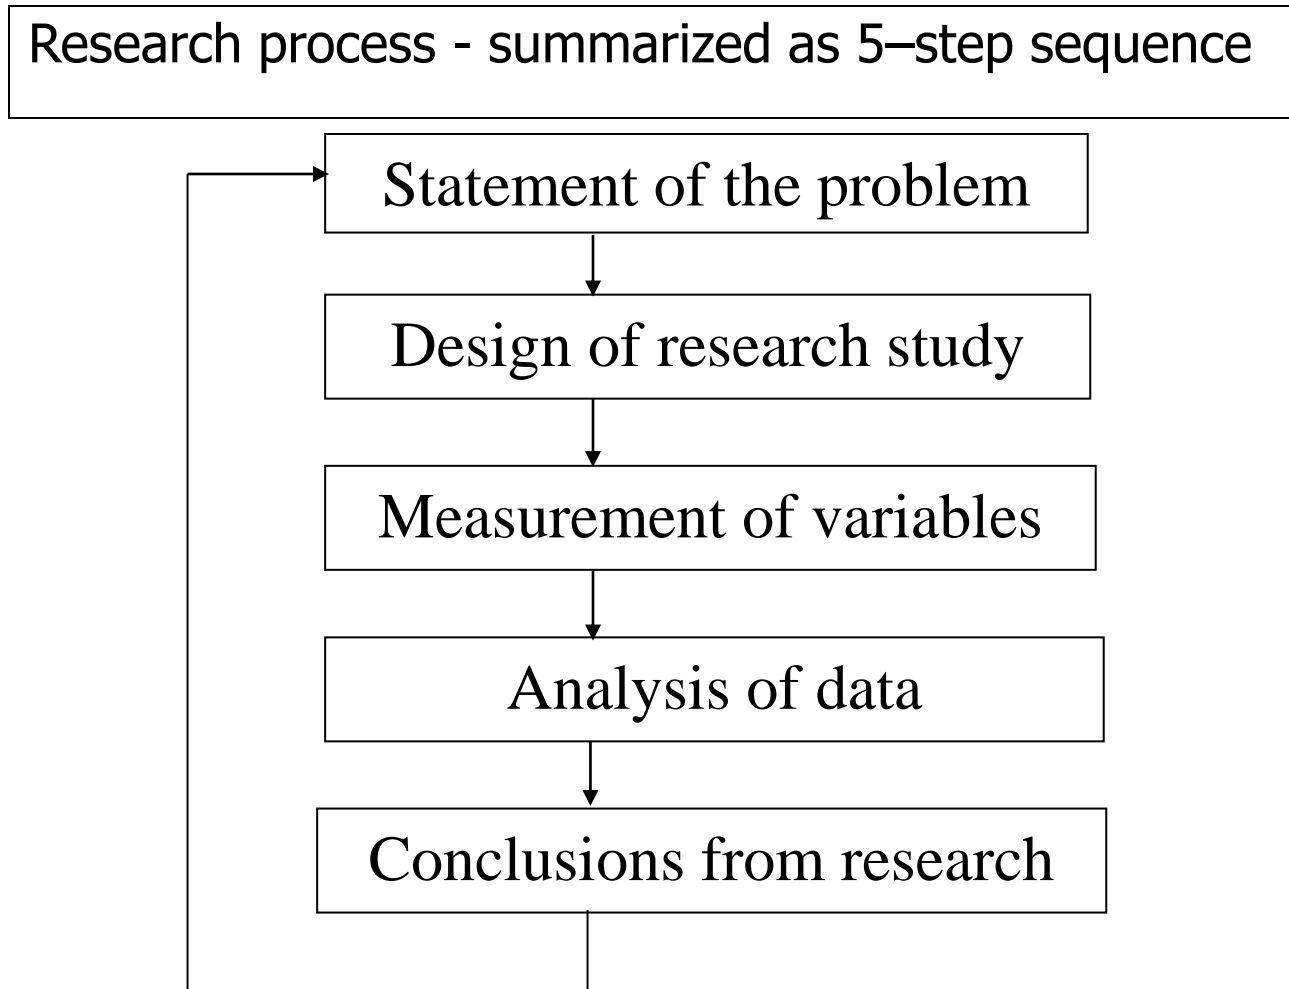 Research process - summarized as 5–step sequence
Statement of the problem
Design of research study
Measurement of variables
Analysis of data
Conclusions from research